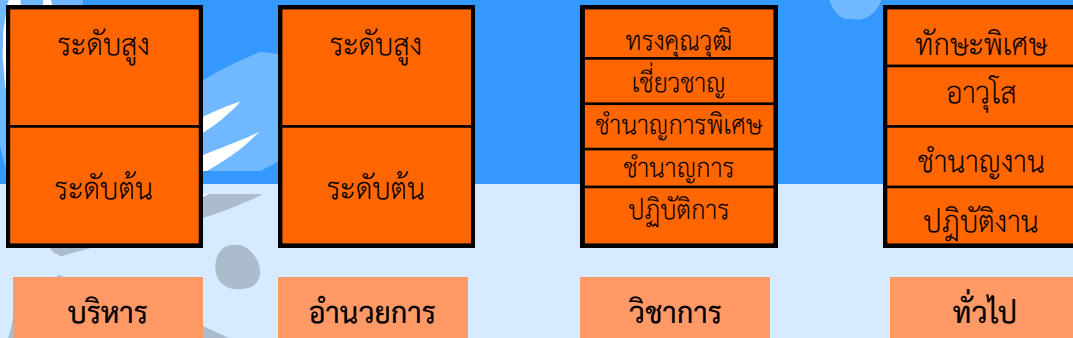 ระดับสูง
ระดับต้น
บริหาร
ระดับสูง
ระดับต้น
อำนวยการ
ทรงคุณวุฒิ
เชี่ยวชาญ
ชำนาญการพิเศษ
ชำนาญการ
ปฏิบัติการ
วิชาการ
ทักษะพิเศษ
อาวุโส
ชำนาญงาน
ปฎิบัติงาน
ทั่วไป